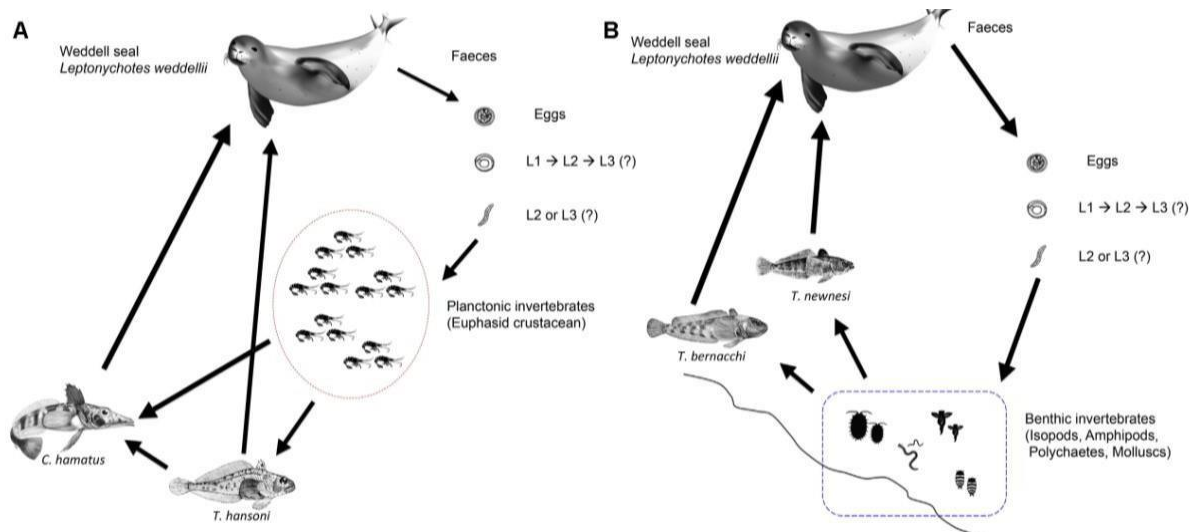 A
Weddell seal
Leptonychotes weddellii
Faeces
Eggs
L1 → L2 → L3 (?)
L2 or L3 (?)
Planctonic invertebrates
(Euphasid crustacean)
C. hamatus
T. hansoni
B
Weddell seal
Leptonychotes weddellii
Faeces
Eggs
L1 → L2 → L3 (?)
L2 or L3 (?)
T. newnesi
T. bernacchi
Benthic invertebrates
(Isopods, Amphipods,
Polychaetes, Molluscs)